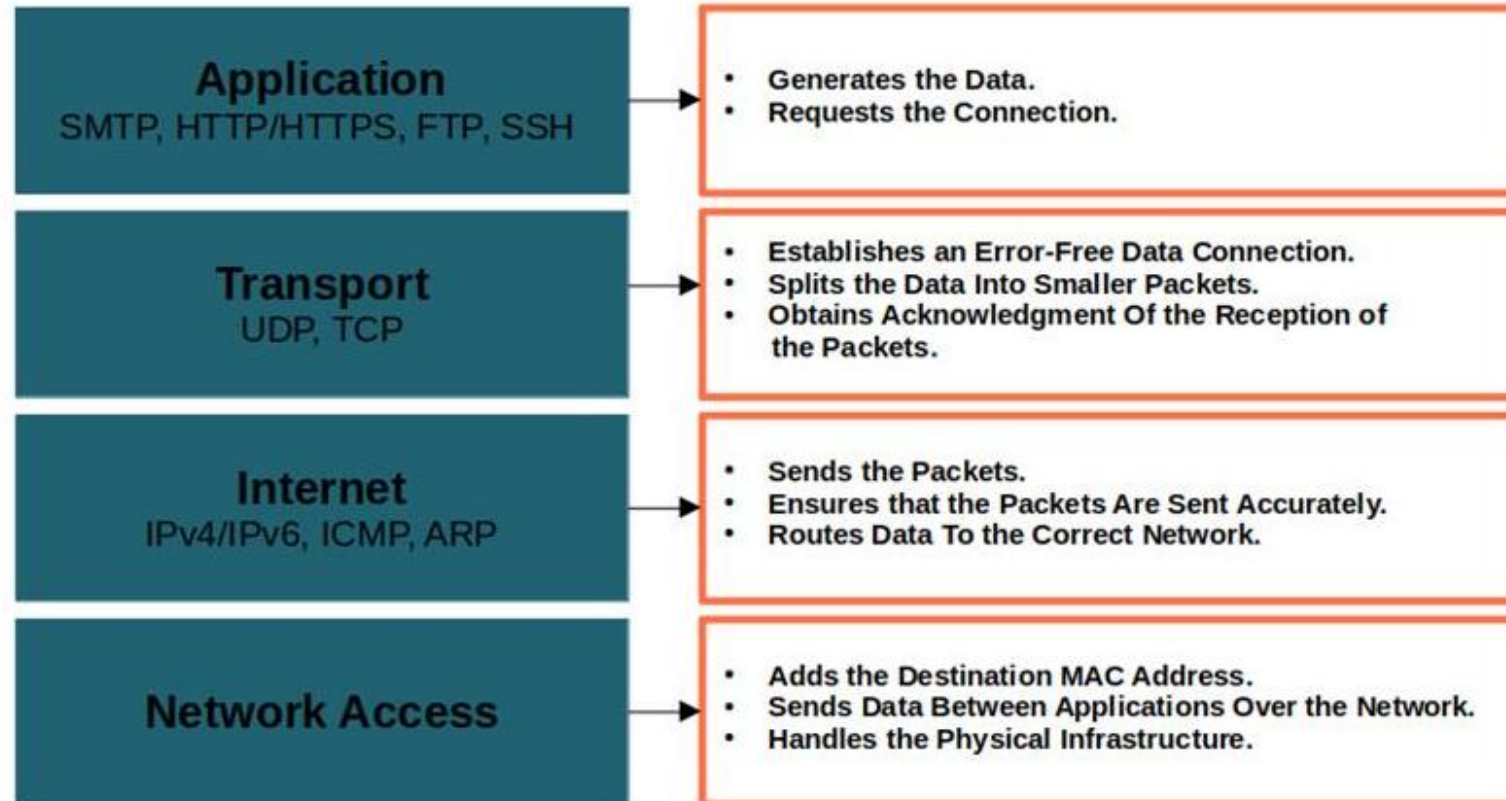 Application
SMTP, HTTP/HTTPS, FTP, SSH
• Generates the Data.
• Requests the Connection.
Transport
UDP, TCP
• Establishes an Error-Free Data Connection.
• Splits the Data Into Smaller Packets.
• Obtains Acknowledgment Of the Reception of
the Packets.
Internet
IPv4/IPv6, ICMP, ARP
• Sends the Packets.
• Ensures that the Packets Are Sent Accurately.
• Routes Data To the Correct Network.
Network Access
• Adds the Destination MAC Address.
• Sends Data Between Applications Over the Network.
• Handles the Physical Infrastructure.